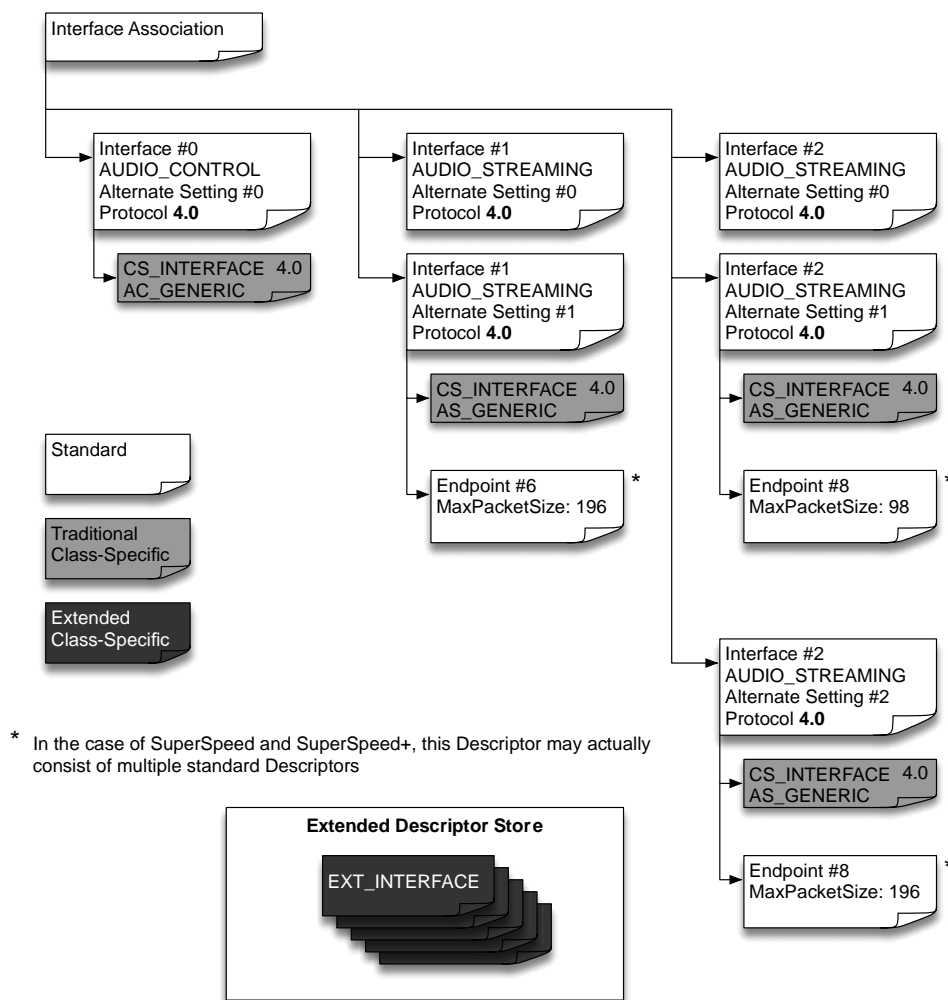 Interface Association
Interface #0
AUDIO_CONTROL
Alternate Setting #0
Protocol 4.0
CS_INTERFACE 4.0
AC_GENERIC
Interface #1
AUDIO_STREAMING
Alternate Setting #0
Protocol 4.0
Interface #1
AUDIO_STREAMING
Alternate Setting #1
Protocol 4.0
CS_INTERFACE 4.0
AS_GENERIC
Endpoint #6 *
MaxPacketSize: 196
Interface #2
AUDIO_STREAMING
Alternate Setting #0
Protocol 4.0
Interface #2
AUDIO_STREAMING
Alternate Setting #1
Protocol 4.0
CS_INTERFACE 4.0
AS_GENERIC
Endpoint #8 *
MaxPacketSize: 98
Interface #2
AUDIO_STREAMING
Alternate Setting #2
Protocol 4.0
CS_INTERFACE 4.0
AS_GENERIC
Endpoint #8 *
MaxPacketSize: 196
Standard
Traditional
Class-Specific
Extended
Class-Specific
* In the case of SuperSpeed and SuperSpeed+, this Descriptor may actually
consist of multiple standard Descriptors
Extended Descriptor Store
EXT_INTERFACE